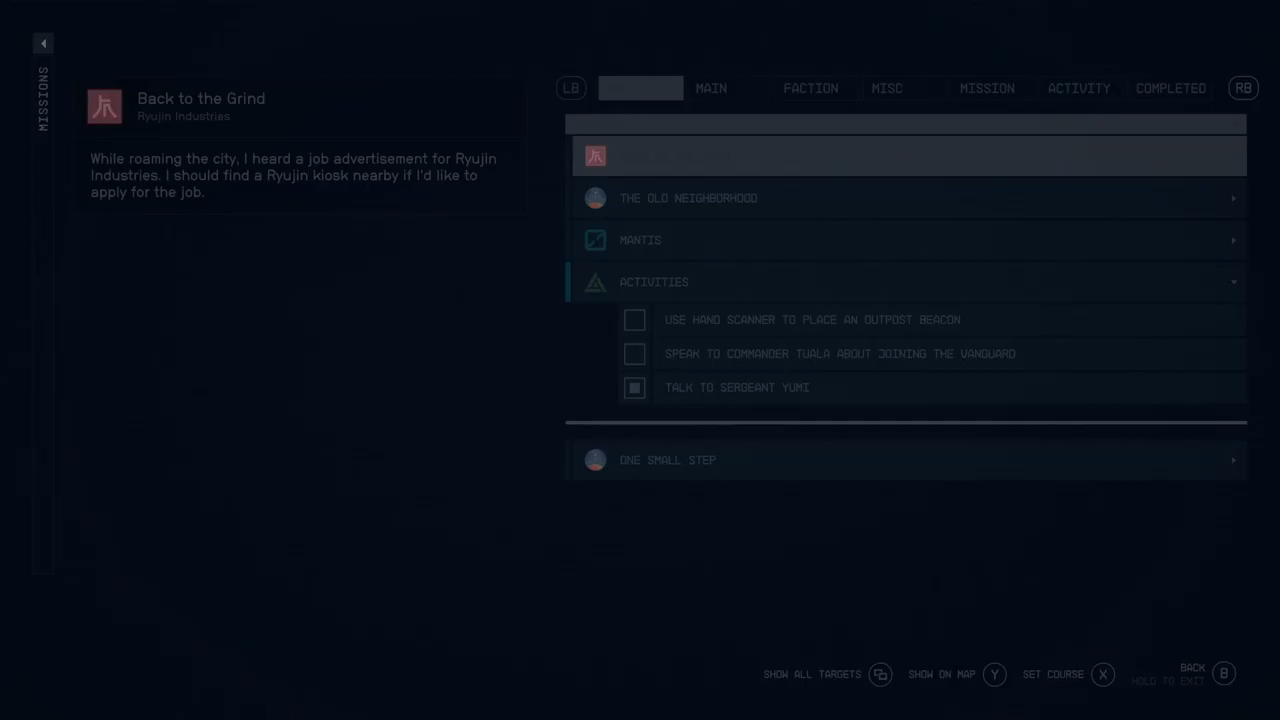 MISSIONS
Back to the Grind
Ryujin Industries
While roaming the city, I heard a job advertisement for Ryujin
Industries. I should find a Ryujin kiosk nearby if I'd like to
apply for the job.
LB MAIN FACTION MISC MISSION ACTIVITY COMPLETED RB
THE OLD NEIGHBORHOOD
MANTIS
ACTIVITIES
USE HAND SCANNER TO PLACE AN OUTPOST BEACON
SPEAK TO COMMANDER TUALA ABOUT JOINING THE VANGUARD
TALK TO SERGEANT YUMI
ONE SMALL STEP
SHOW ALL TARGETS SHOW ON MAP Y SET COURSE X BACK B
HOLD TO EXIT